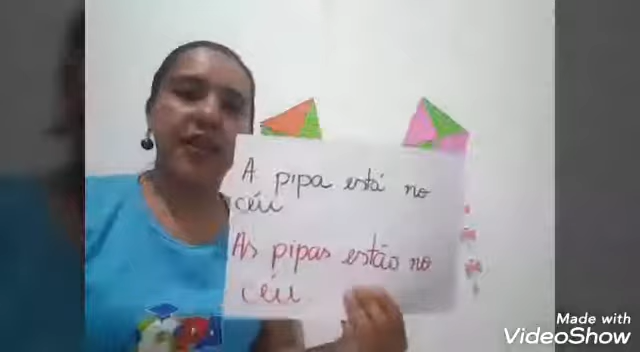 A pipa está no
céu
As pipas estão no
céu
Made with
VideoShow